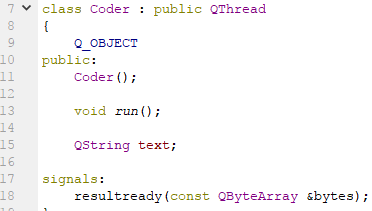 7 class Coder : public QThread
8 {
9     Q_OBJECT
10 public:
11     Coder();
12
13     void run();
14
15     QString text;
16
17 signals:
18     resultready(const QByteArray &bytes);